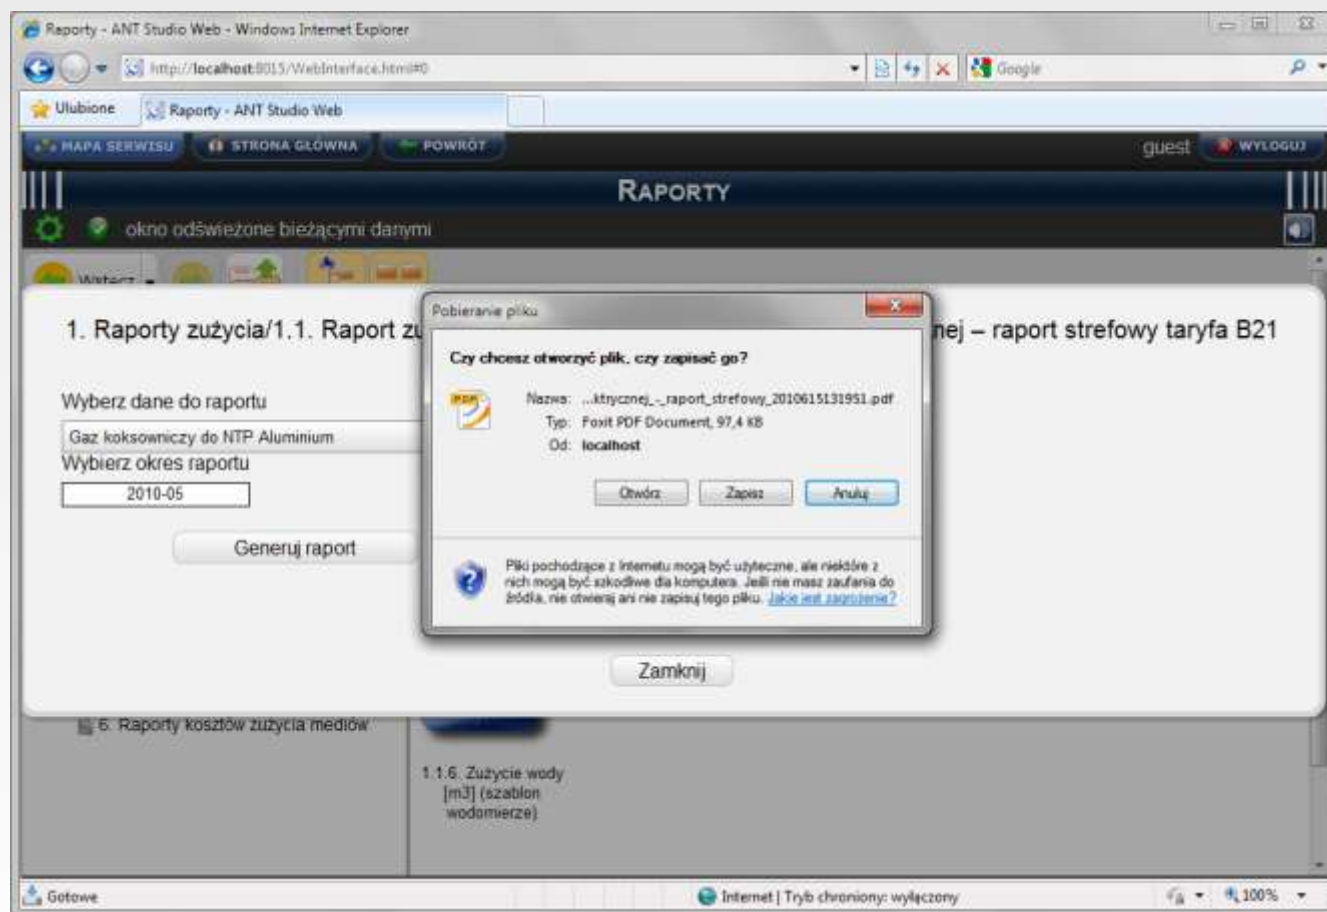 Raporty - ANT Studio Web - Windows Internet Explorer
http://localhost:8015/WebInterface.html#0
Google
Ulubione
Raporty - ANT Studio Web
MAPA SERWISU
STRONA GŁÓWNA
POWRÓT
guest
WYLOGUJ
RAPORTY
okno odświeżone bieżącymi danymi
Wstecz
1. Raporty zużycia/1.1. Raport zu
nej – raport strefowy taryfa B21
Wyberz dane do raportu
Gaz koksowniczy do NTP Aluminium
Wybierz okres raportu
2010-05
Generuj raport
Pobieranie pliku
Czy chcesz otworzyć plik, czy zapisać go?
Nazwa: ...ktrycznej_-_raport_strefowy_2010615131951.pdf
Typ: Foxit PDF Document, 97,4 KB
Od: localhost
Otwórz
Zapisz
Anuluj
Pliki pochodzące z Internetu mogą być użyteczne, ale niektóre z
nich mogą być szkodliwe dla komputera. Jeśli nie masz zaufania do
źródła, nie otwieraj ani nie zapisuj tego pliku. Jakie jest zagrożenie?
Zamknij
6. Raporty kosztów zużycia mediów
1.1.6. Zużycie wody
[m3] (szablon
wodomierze)
Gotowe
Internet | Tryb chroniony: wyłączony
100%